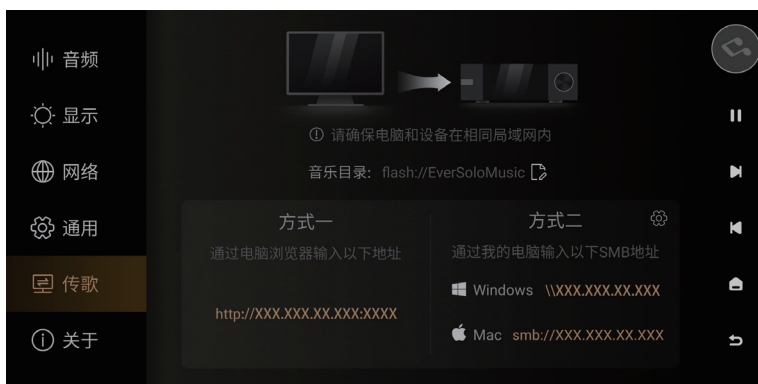 音频
显示
网络
通用
传歌
关于
请确保电脑和设备在相同局域网内
音乐目录: flash://EverSoloMusic
方式一
通过电脑浏览器输入以下地址
http://XXX.XXX.XX.XXX:XXXX
方式二
通过我的电脑输入以下SMB地址
Windows \\XXX.XXX.XX.XXX
Mac smb://XXX.XXX.XX.XXX